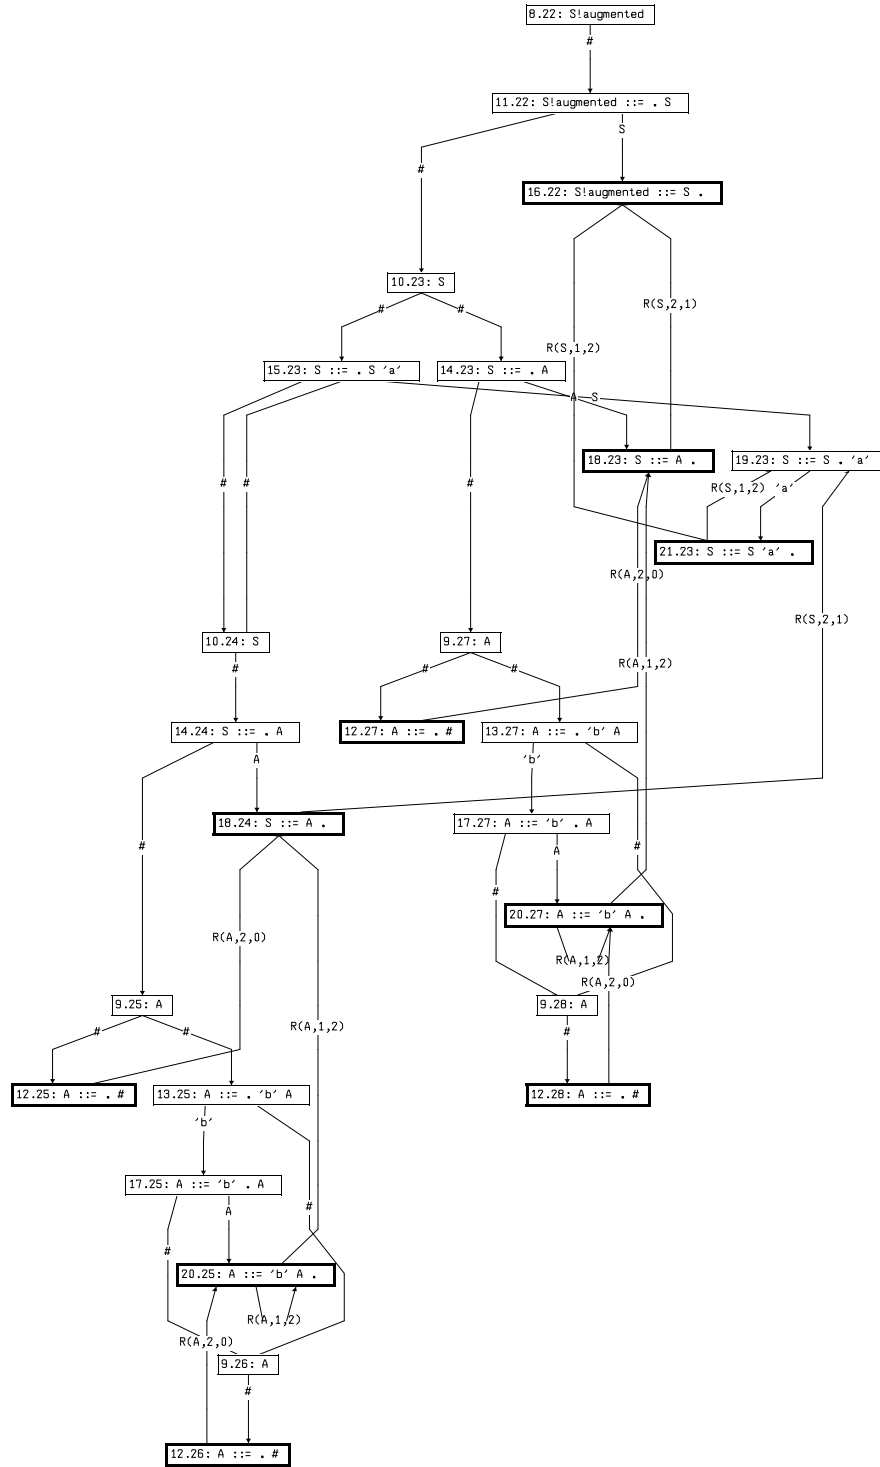 8.22: S!augmented
#
11.22: S!augmented ::= . S
S
#
16.22: S!augmented ::= S .
10.23: S
R(S,2,1)
# #
R(S,1,2)
15.23: S ::= . S 'a'
14.23: S ::= . A
A S
18.23: S ::= A .
19.23: S ::= S . 'a'
# # #
R(S,1,2) 'a'
21.23: S ::= S 'a' .
R(A,2,0)
R(S,2,1)
10.24: S
9.27: A
R(A,1,2)
# # #
14.24: S ::= . A
12.27: A ::= . #
13.27: A ::= . 'b' A
A
'b'
18.24: S ::= A .
17.27: A ::= 'b' . A
# A #
#
20.27: A ::= 'b' A .
R(A,2,0)
R(A,1,2)
R(A,2,0)
9.25: A
9.28: A
R(A,1,2)
# # #
12.25: A ::= . #
13.25: A ::= . 'b' A
12.28: A ::= . #
'b'
17.25: A ::= 'b' . A
A #
#
20.25: A ::= 'b' A .
R(A,1,2)
R(A,2,0)
9.26: A
#
12.26: A ::= . #